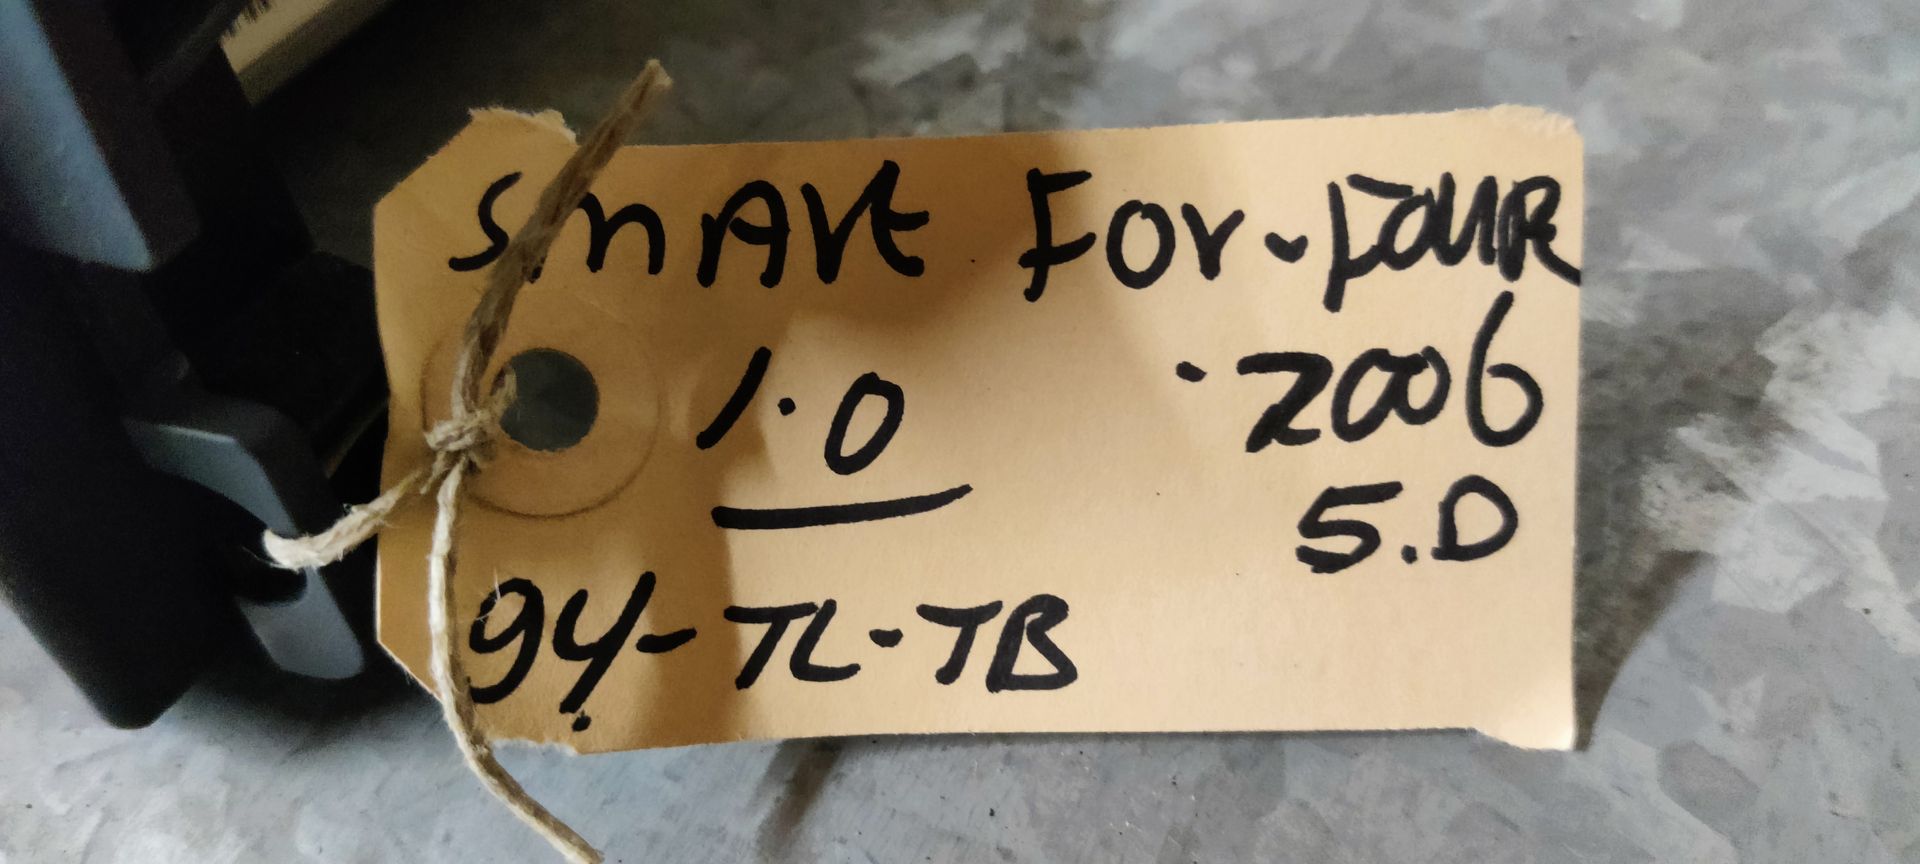 SMARt FOr-FOUR
1.0 .2006
5.D
94-TL-TB